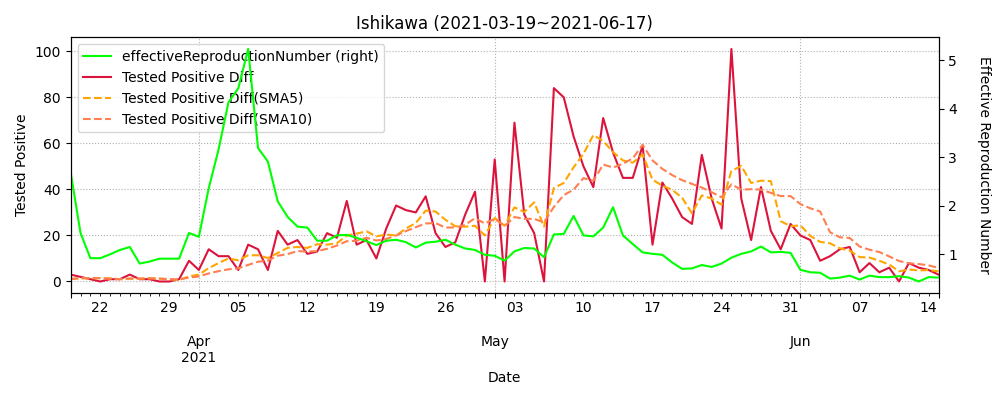 Ishikawa (2021-03-19~2021-06-17)
effectiveReproductionNumber (right)
Tested Positive Diff
Tested Positive Diff(SMA5)
Tested Positive Diff(SMA10)
Tested Positive
100
80
60
40
20
0
5
4
3
2
1
Effective Reproduction Number
22 29 05 12 19 26 03 10 17 24 31 07 14
Apr May Jun
2021
Date